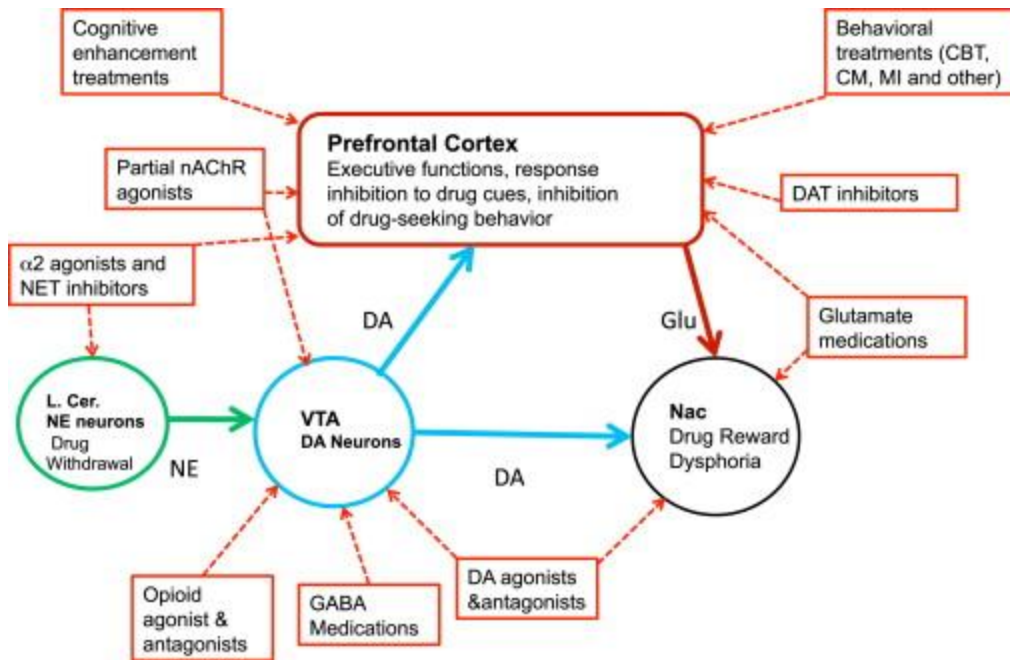 Cognitive
enhancement
treatments
Behavioral
treatments (CBT,
CM, MI and other)
Prefrontal Cortex
Executive functions, response
inhibition to drug cues, inhibition
of drug-seeking behavior
Partial nAChR
agonists
DAT inhibitors
α2 agonists and
NET inhibitors
DA
Glu
Glutamate
medications
L. Cer.
NE neurons
Drug
Withdrawal
NE
VTA
DA Neurons
DA
Nac
Drug Reward
Dysphoria
Opioid
agonist &
antagonists
GABA
Medications
DA agonists
&antagonists